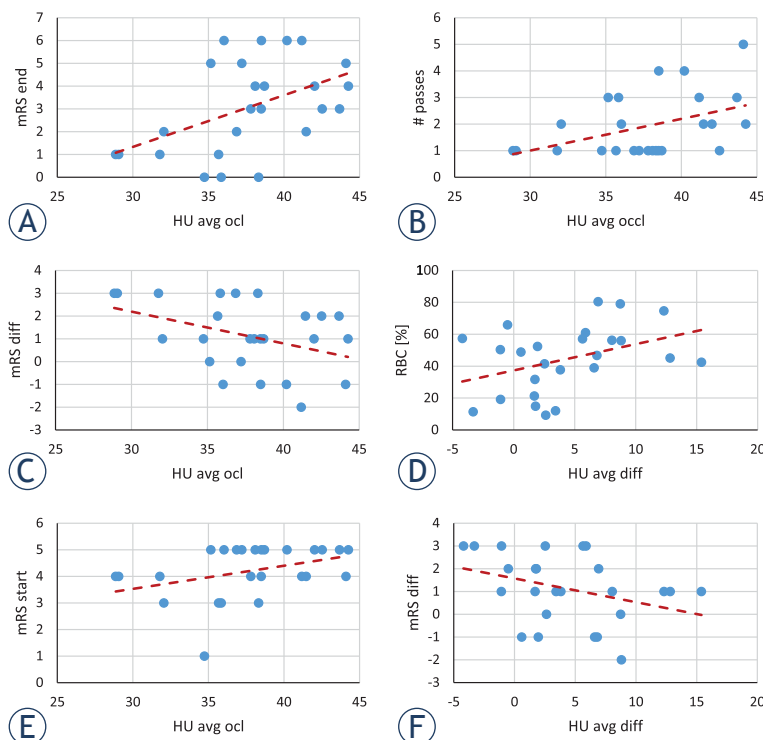 7
6
5
4
3
2
1
0
mRS end
25 30 35 40 45
HU avg ocl
A
6
5
4
3
2
1
0
# passes
25 30 35 40 45
HU avg occl
B
4
3
2
1
0
-1
-2
-3
mRS diff
25 30 35 40 45
HU avg ocl
C
100
80
60
40
20
0
RBC [%]
-5 0 5 10 15 20
HU avg diff
D
6
5
4
3
2
1
0
mRS start
25 30 35 40 45
HU avg ocl
E
4
3
2
1
0
-1
-2
-3
mRS diff
-5 0 5 10 15 20
HU avg diff
F